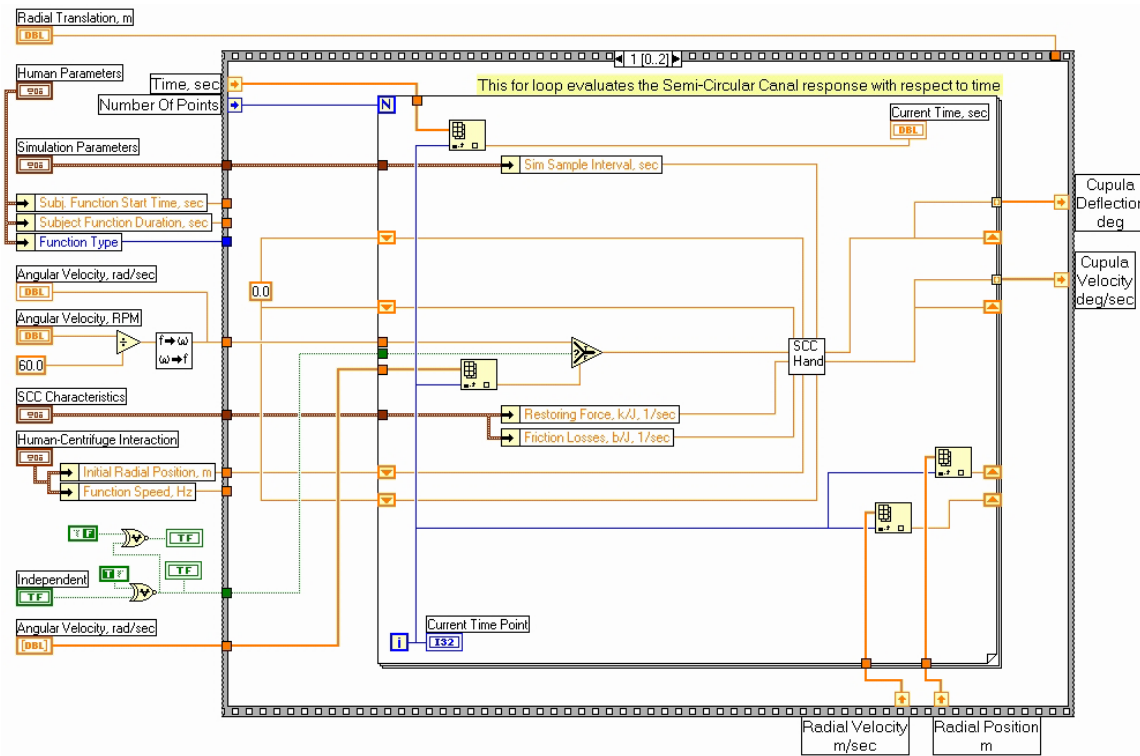 Radial Translation, m
DBL
1 [0..2]
Human Parameters
Time, sec
This for loop evaluates the Semi-Circular Canal response with respect to time
Number Of Points
N
Current Time, sec
DBL
Simulation Parameters
Sim Sample Interval, sec
Subj. Function Start Time, sec
Subject Function Duration, sec
Function Type
Cupula
Deflection
deg
Angular Velocity, rad/sec
DBL
0.0
Cupula
Velocity
deg/sec
Angular Velocity, RPM
DBL
÷
f→ω
ω→f
60.0
?
SCC
Hand
SCC Characteristics
Restoring Force, k/J, 1/sec
Friction Losses, b/J, 1/sec
Human-Centrifuge Interaction
Initial Radial Position, m
Function Speed, Hz
F
TF
T
TF
Independent
TF
Angular Velocity, rad/sec
[DBL]
Current Time Point
i
I32
Radial Velocity
m/sec
Radial Position
m